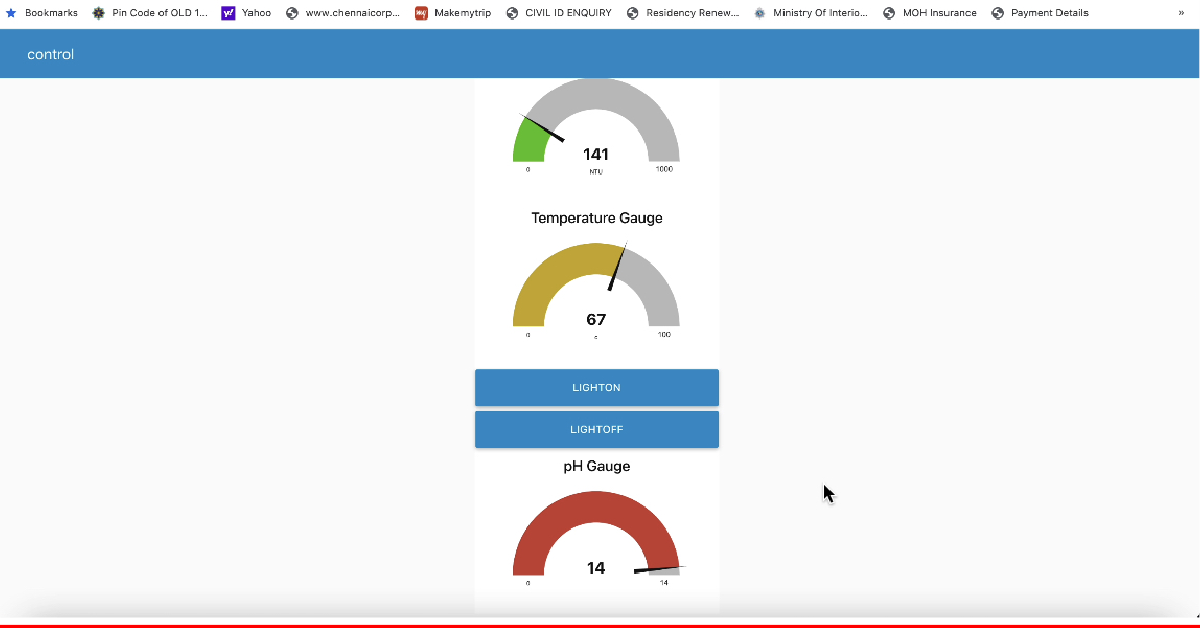 Bookmarks Pin Code of OLD 1... Yahoo www.chennaicorp... Makemytrip CIVIL ID ENQUIRY Residency Renew.... Ministry Of Interio... MOH Insurance Payment Details »
control
141
NTU
0 1000
Temperature Gauge
67
c
0 100
LIGHTON
LIGHTOFF
pH Gauge
14
0 14